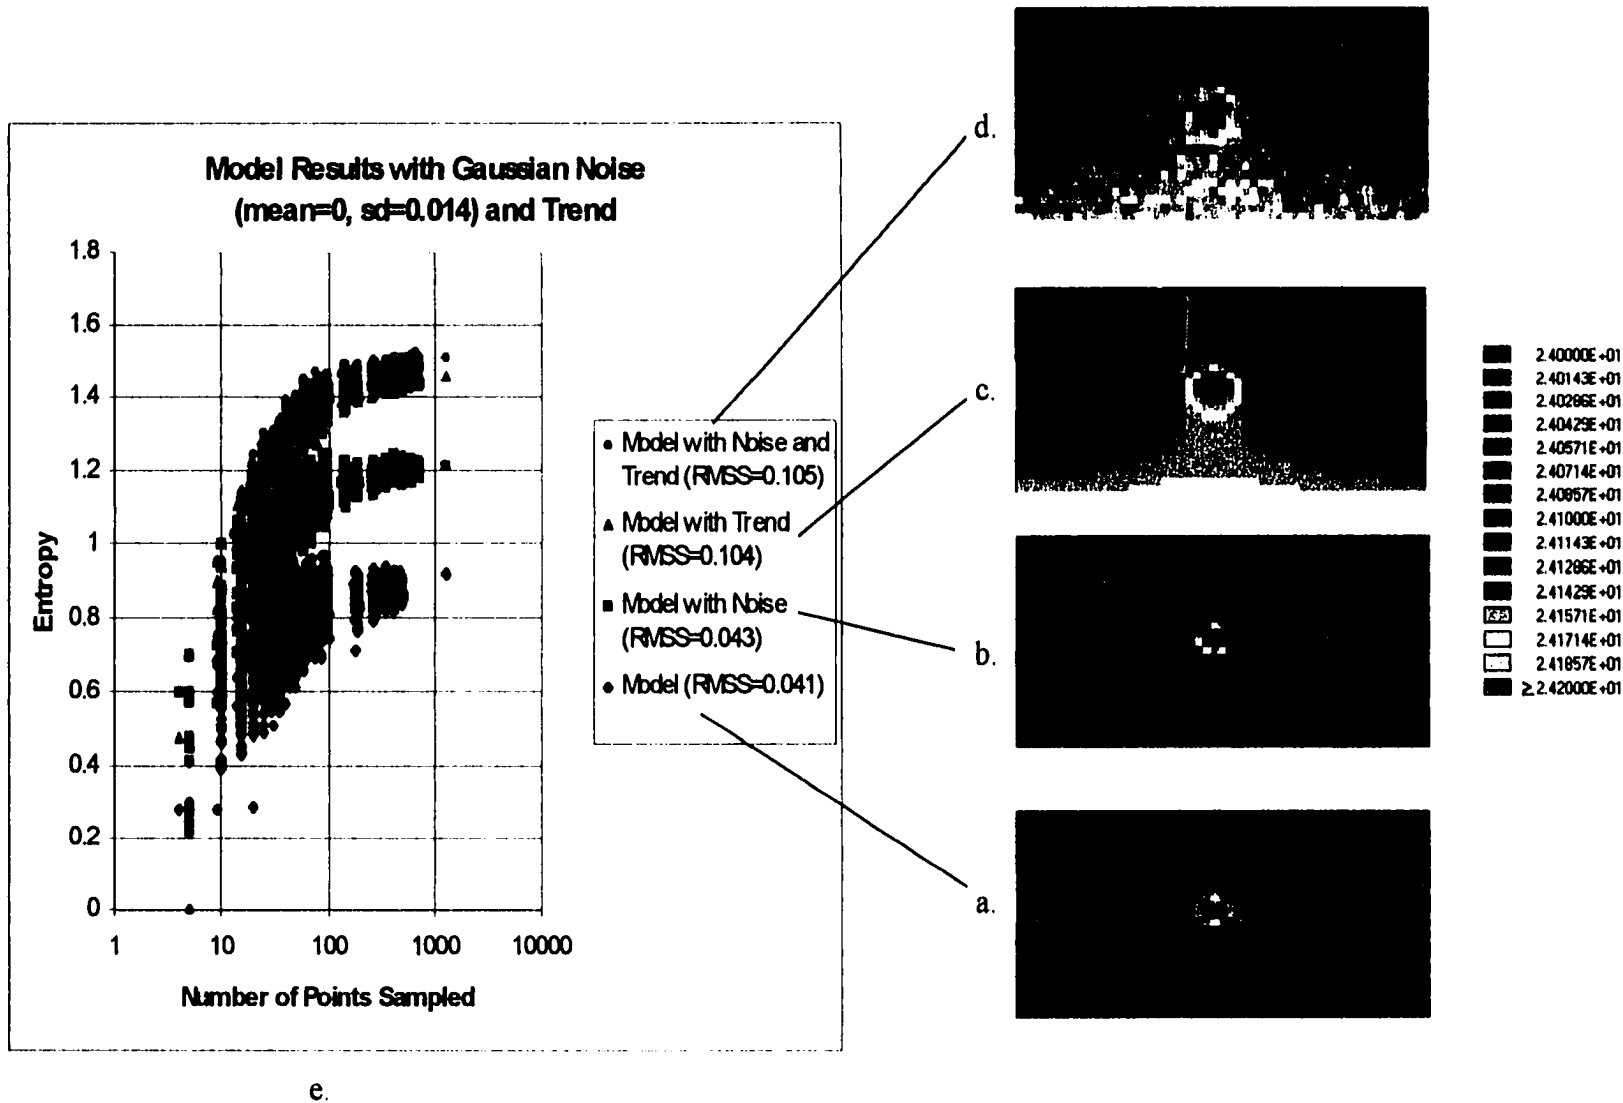 Model Results with Gaussian Noise
(mean=0, sd=0.014) and Trend
1.8
1.6
1.4
1.2
1
0.8
0.6
0.4
0.2
0
Entropy
1
10
100
1000
10000
Number of Points Sampled
Model with Noise and
Trend (RMSS=0.105)
Model with Trend
(RMSS=0.104)
Model with Noise
(RMSS=0.043)
Model (RMSS=0.041)
d.
c.
b.
a.
2.40000E+01
2.40143E+01
2.40286E+01
2.40429E+01
2.40571E+01
2.40714E+01
2.40857E+01
2.41000E+01
2.41143E+01
2.41286E+01
2.41429E+01
2.41571E+01
2.41714E+01
2.41857E+01
≥2.42000E+01
e.